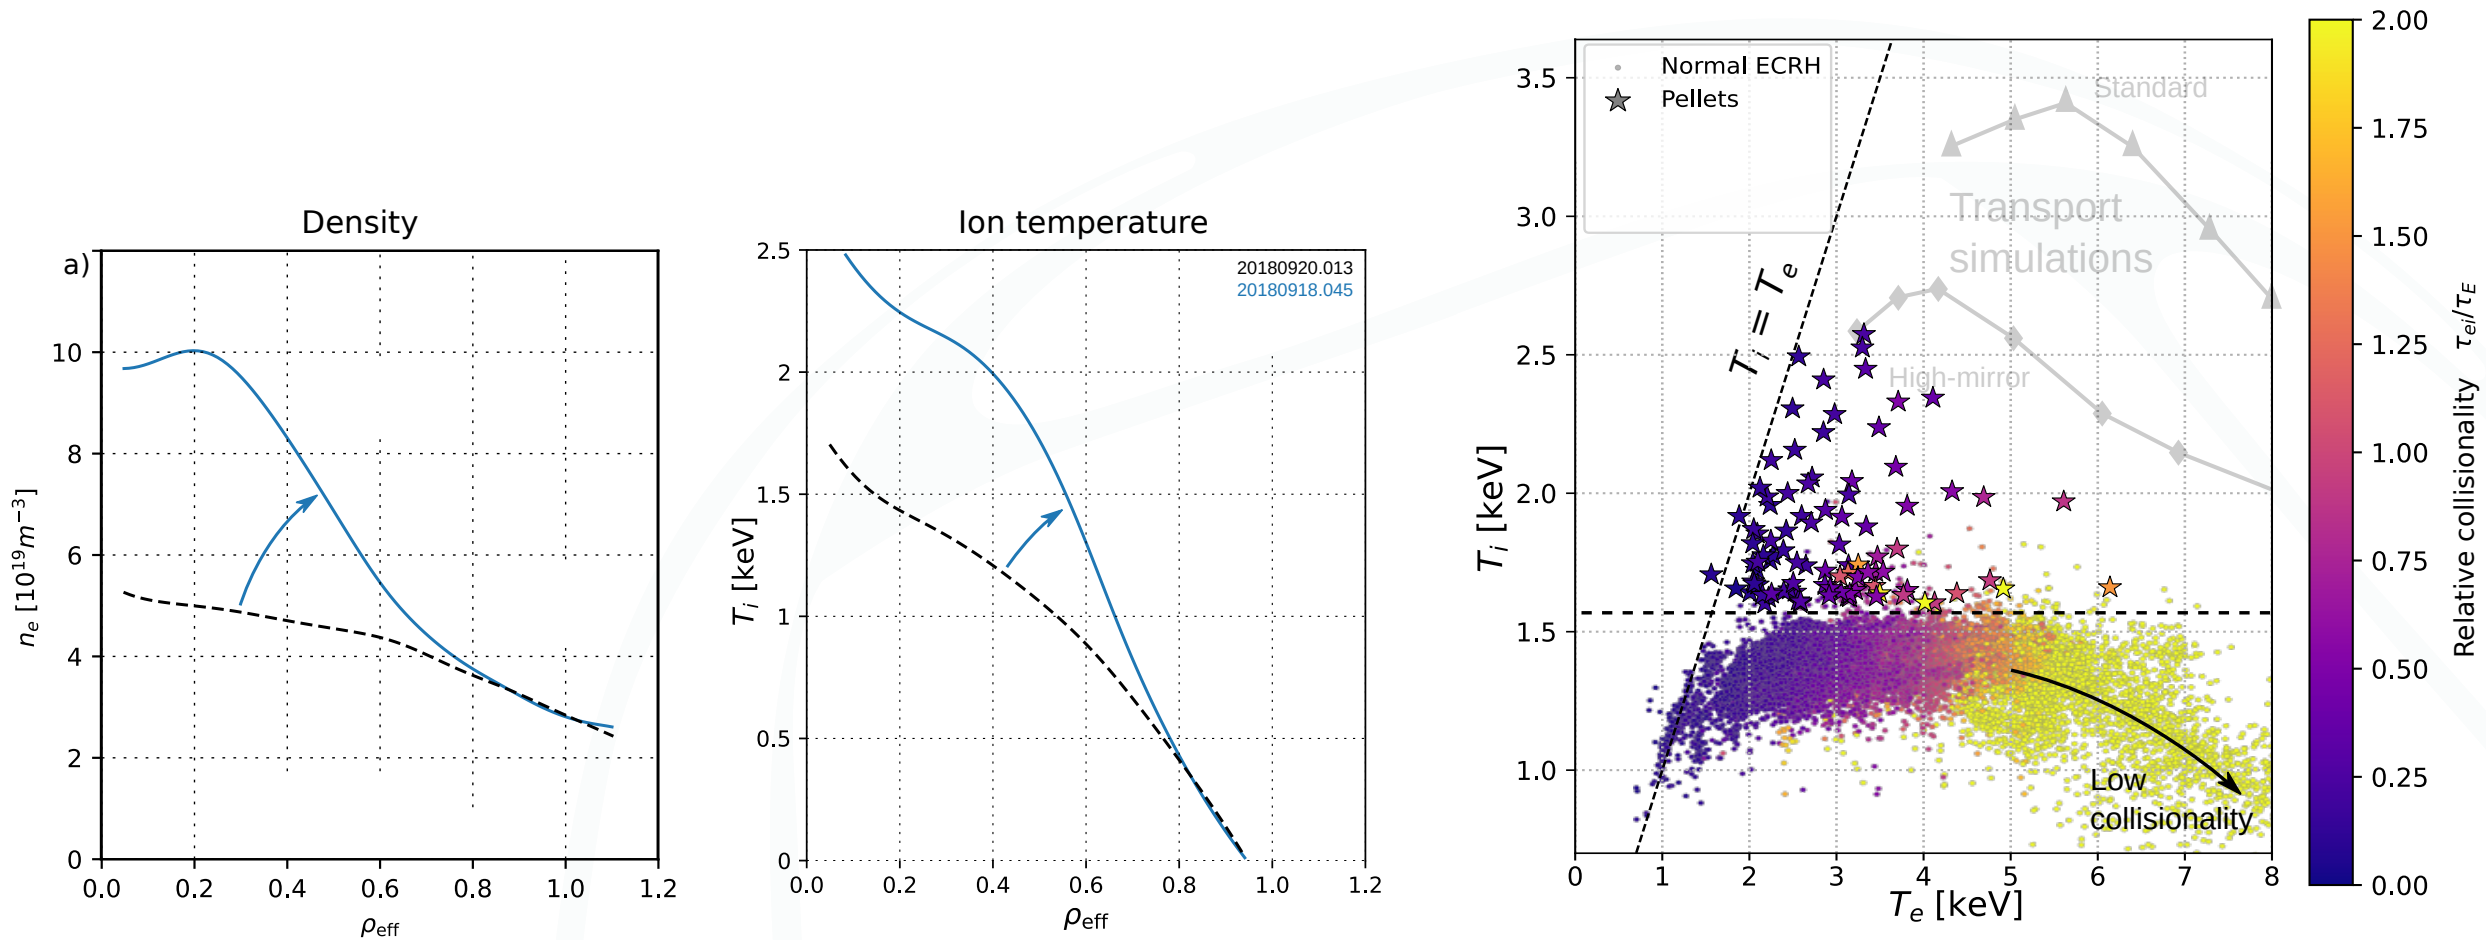 Density
a)
10
8
6
4
2
0
0.0 0.2 0.4 0.6 0.8 1.0 1.2
n_e [10^{19}m^{−3}]
ρ_eff
Ion temperature
20180920.013
20180918.045
2.5
2
1.5
1
0.5
0
0.0 0.2 0.4 0.6 0.8 1.0 1.2
T_i [keV]
ρ_eff
Normal ECRH
Pellets
T_i = T_e
Standard
Transport
simulations
High-mirror
Low
collisionality
3.5
3.0
2.5
2.0
1.5
1.0
0 1 2 3 4 5 6 7 8
T_i [keV]
T_e [keV]
2.00
1.75
1.50
1.25
1.00
0.75
0.50
0.25
0.00
Relative collisionality τ_ei/τ_E